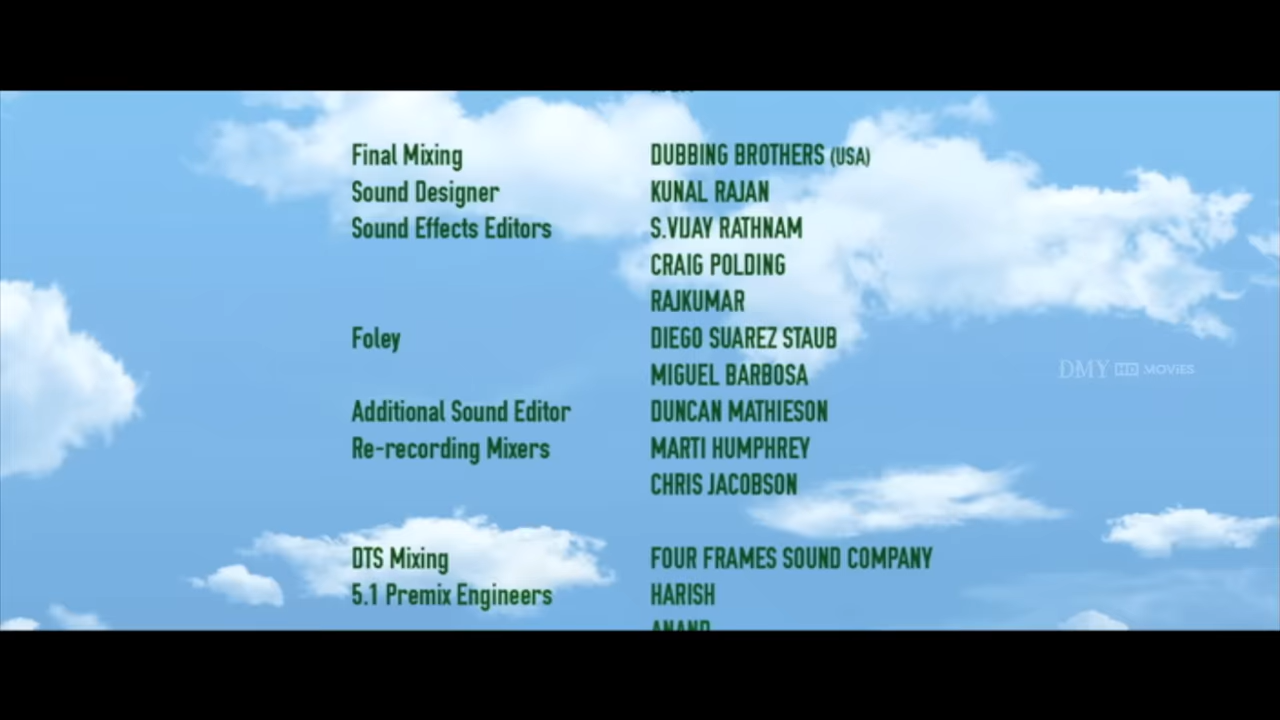 Final Mixing DUBBING BROTHERS (USA)
Sound Designer KUNAL RAJAN
Sound Effects Editors S.VIJAY RATHNAM
CRAIG POLDING
RAJKUMAR
Foley DIEGO SUAREZ STAUB
MIGUEL BARBOSA
DMY HD MOVIES
Additional Sound Editor DUNCAN MATHIESON
Re-recording Mixers MARTI HUMPHREY
CHRIS JACOBSON
DTS Mixing FOUR FRAMES SOUND COMPANY
5.1 Premix Engineers HARISH
ANAND